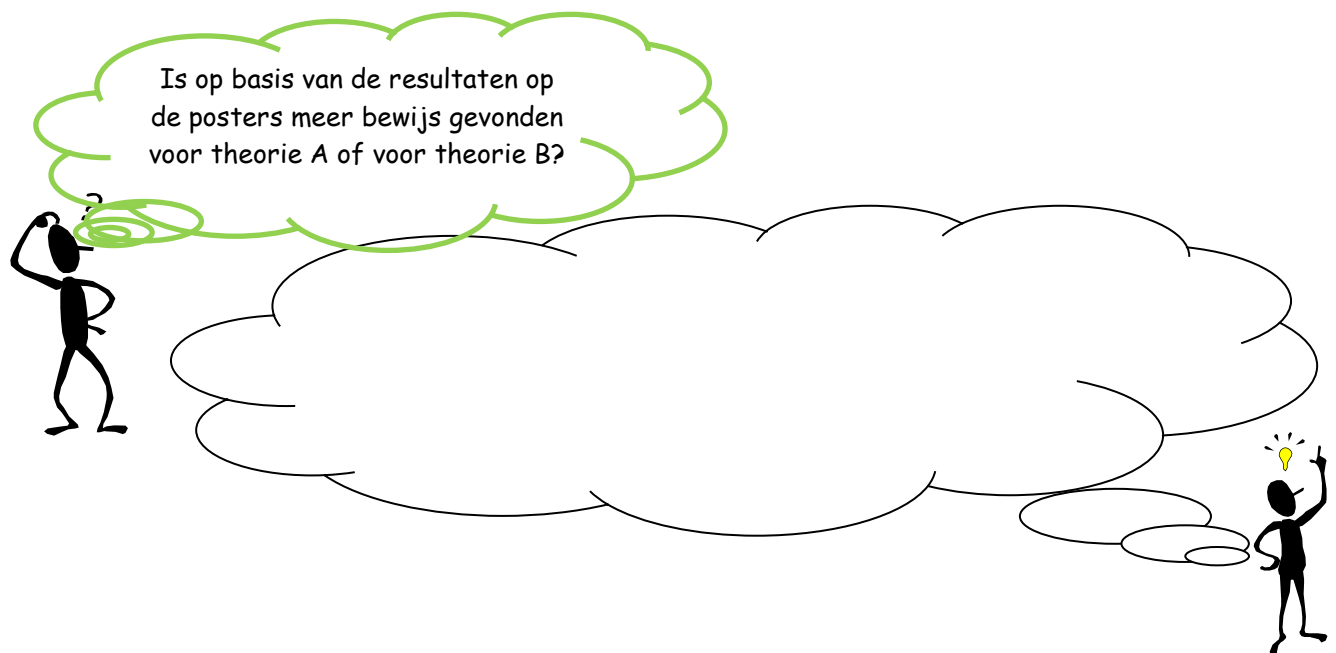 Is op basis van de resultaten op
de posters meer bewijs gevonden
voor theorie A of voor theorie B?